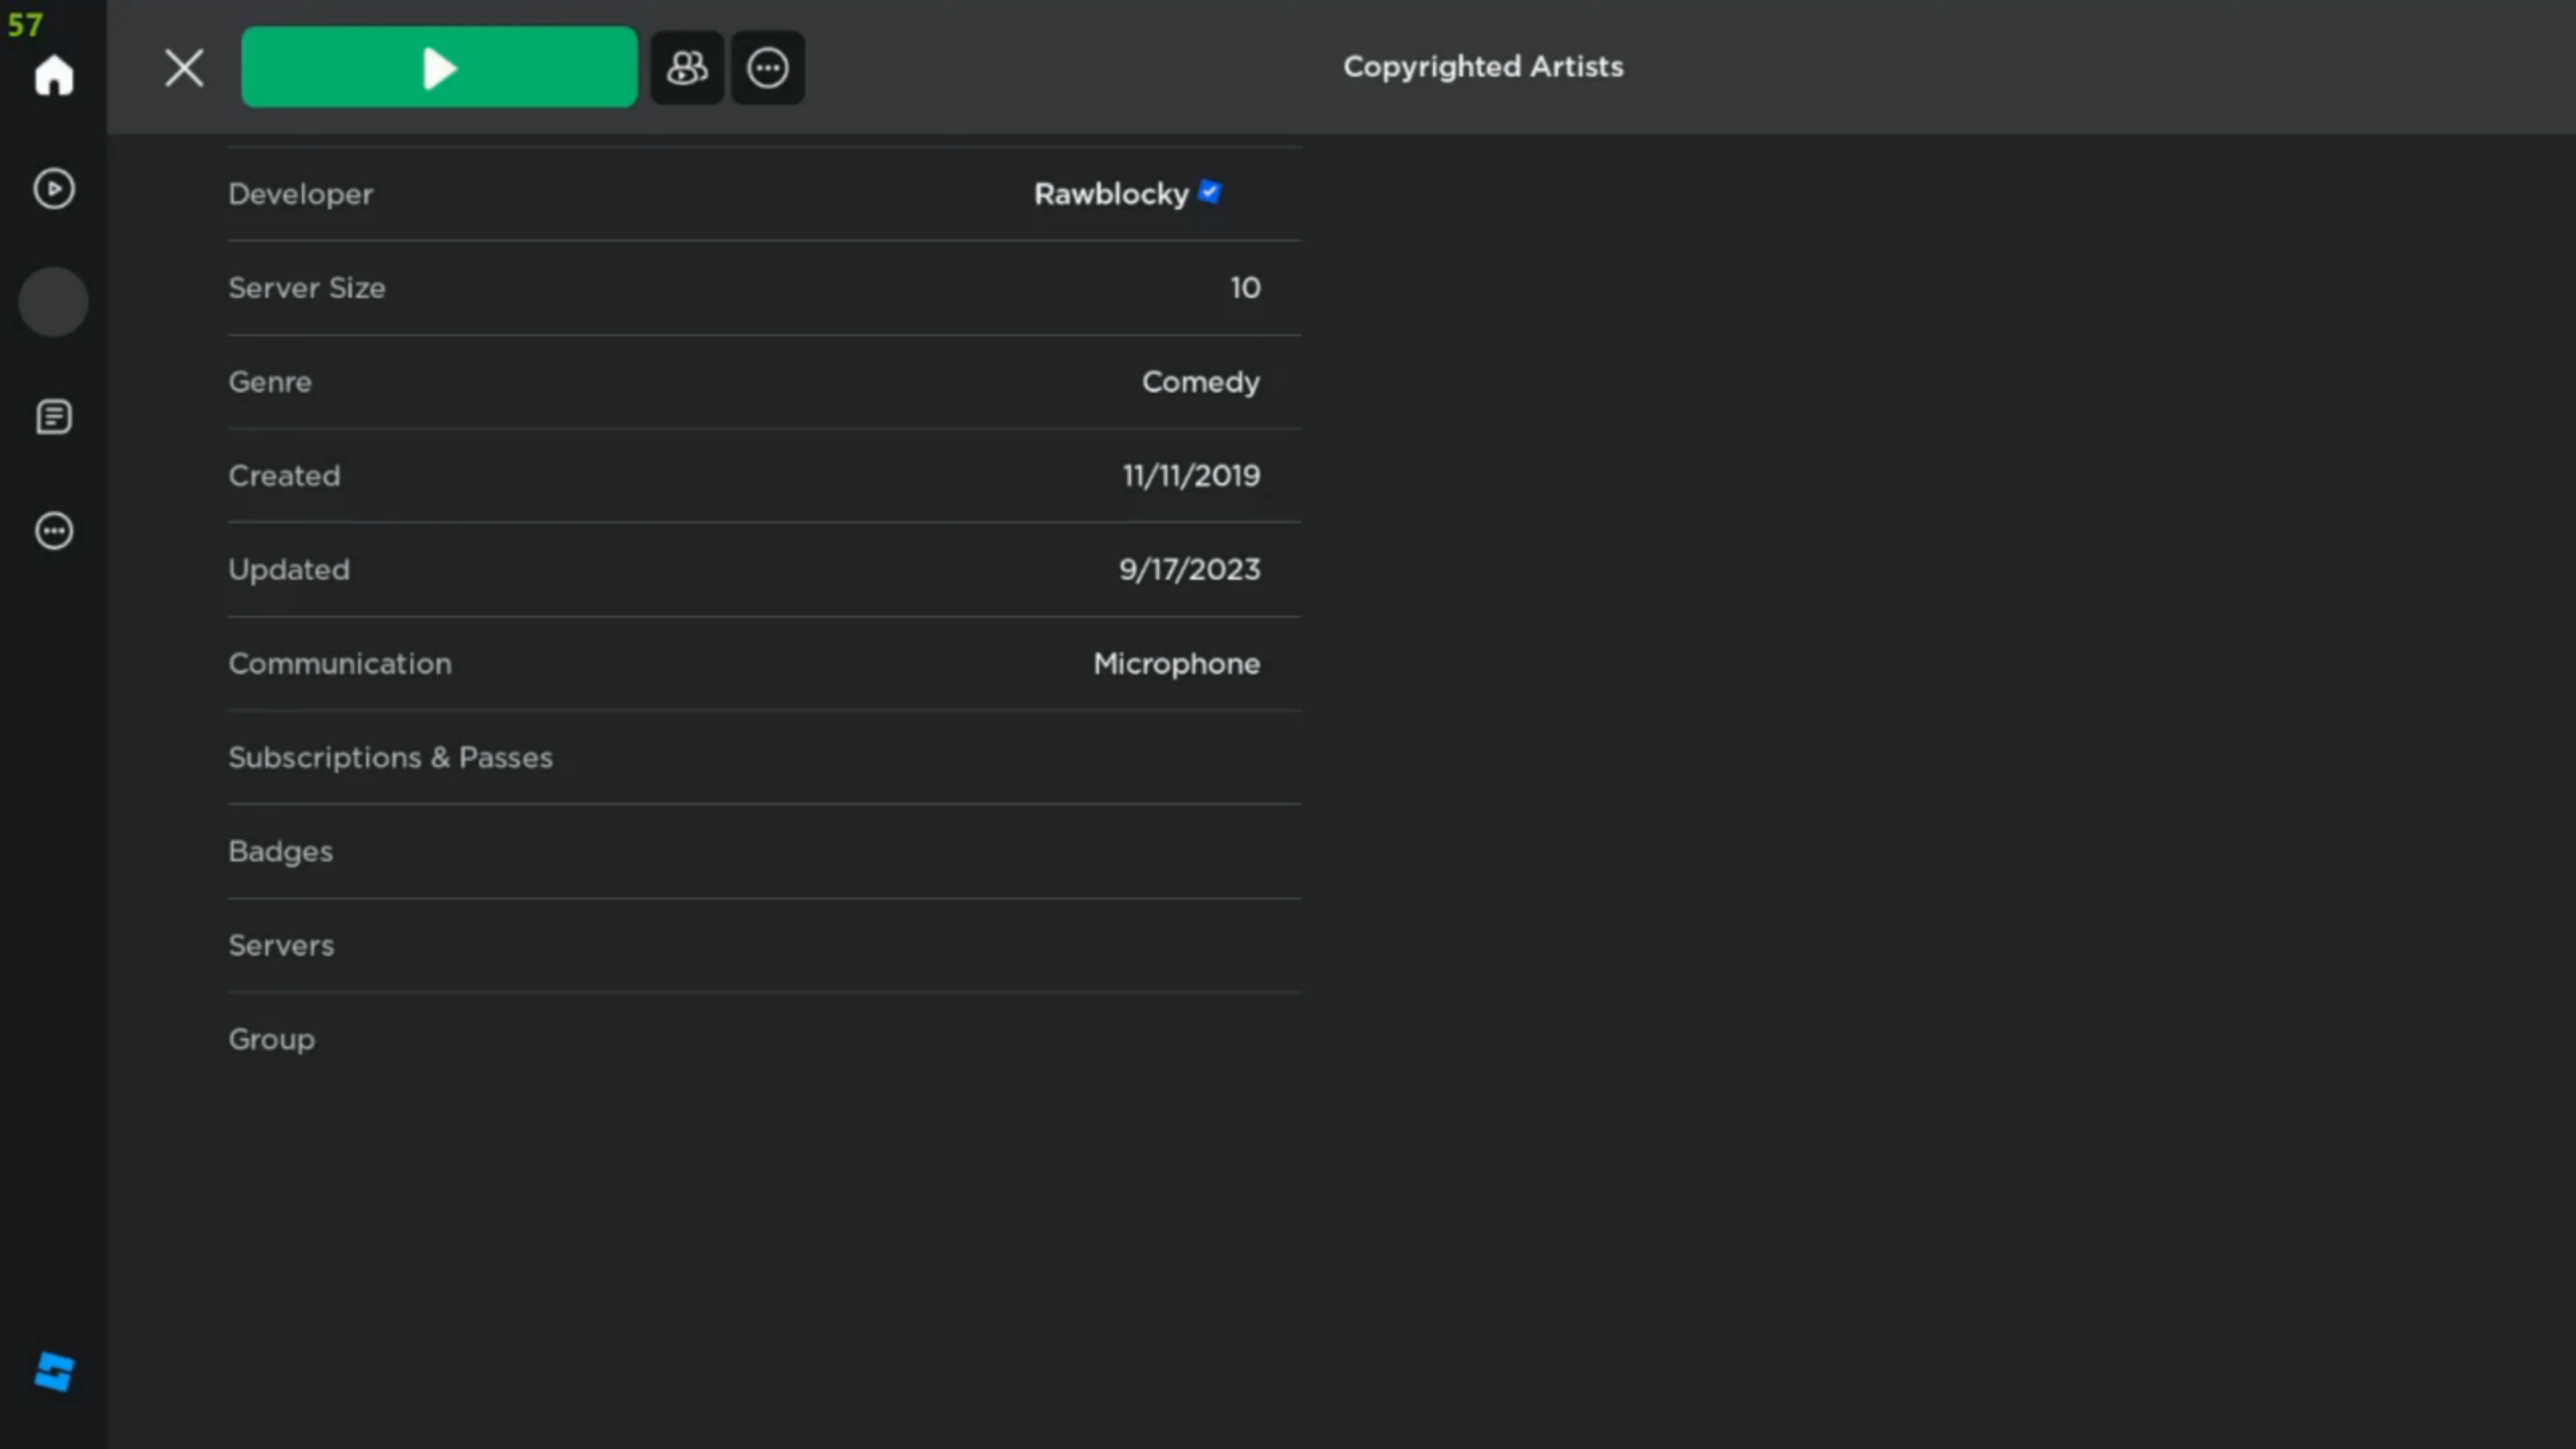 57
Copyrighted Artists
Developer Rawblocky
Server Size 10
Genre Comedy
Created 11/11/2019
Updated 9/17/2023
Communication Microphone
Subscriptions & Passes
Badges
Servers
Group